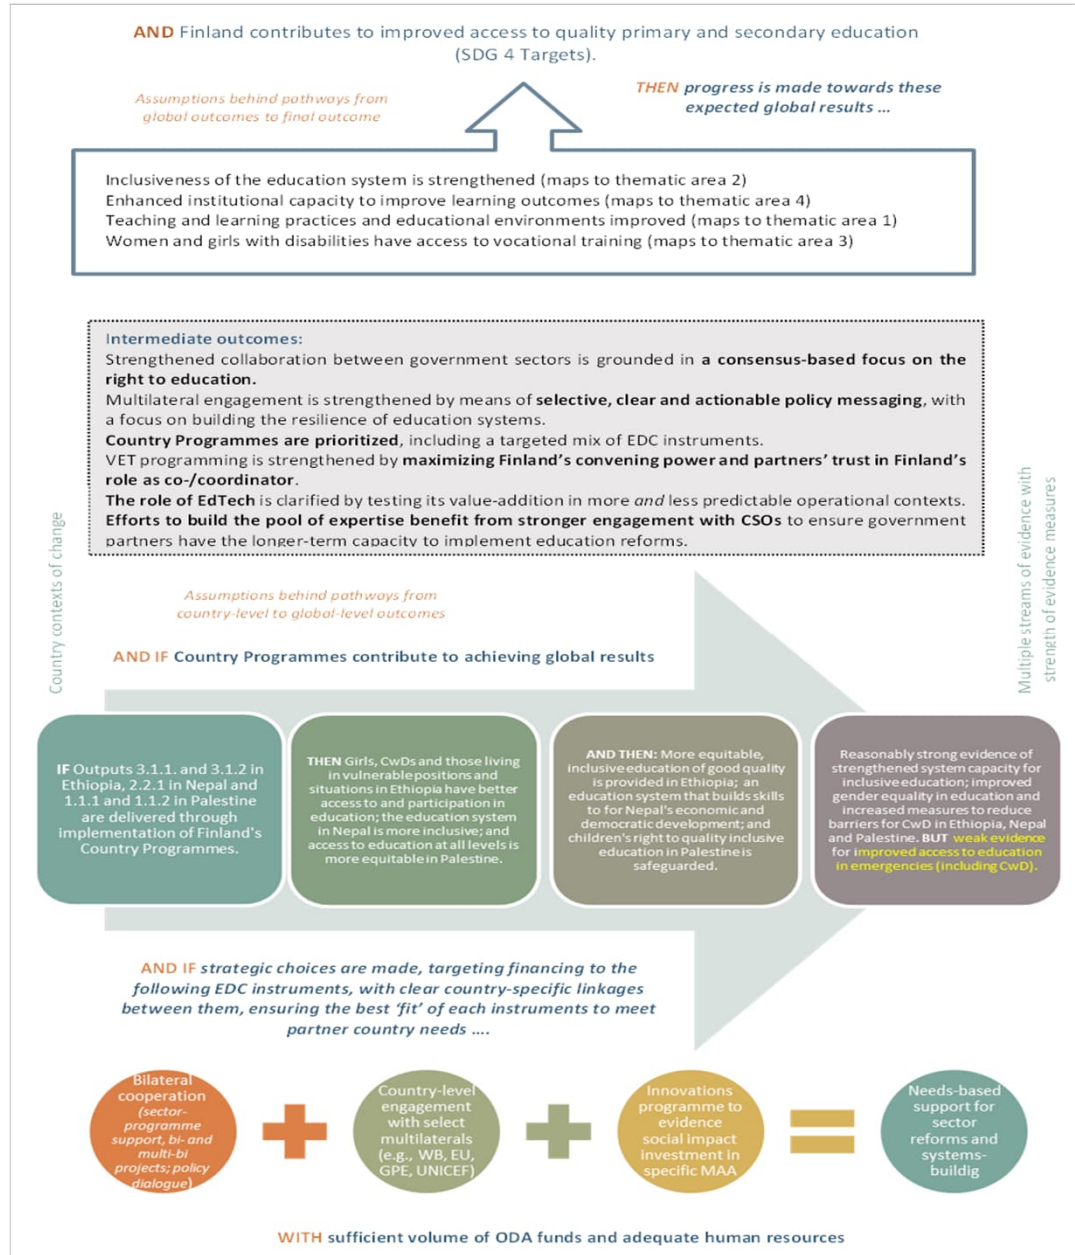 AND Finland contributes to improved access to quality primary and secondary education
(SDG 4 Targets).
Assumptions behind pathways from
global outcomes to final outcome
THEN progress is made towards these
expected global results ...
Inclusiveness of the education system is strengthened (maps to thematic area 2)
Enhanced institutional capacity to improve learning outcomes (maps to thematic area 4)
Teaching and learning practices and educational environments improved (maps to thematic area 1)
Women and girls with disabilities have access to vocational training (maps to thematic area 3)
Intermediate outcomes:
Strengthened collaboration between government sectors is grounded in a consensus-based focus on the
right to education.
Multilateral engagement is strengthened by means of selective, clear and actionable policy messaging, with
a focus on building the resilience of education systems.
Country Programmes are prioritized, including a targeted mix of EDC instruments.
VET programming is strengthened by maximizing Finland's convening power and partners' trust in Finland's
role as co-/coordinator.
The role of EdTech is clarified by testing its value-addition in more and less predictable operational contexts.
Efforts to build the pool of expertise benefit from stronger engagement with CSOs to ensure government
partners have the longer-term capacity to implement education reforms.
Country contexts of change
Multiple streams of evidence with
strength of evidence measures
Assumptions behind pathways from
country-level to global-level outcomes
AND IF Country Programmes contribute to achieving global results
IF Outputs 3.1.1. and 3.1.2 in
Ethiopia, 2.2.1 in Nepal and
1.1.1 and 1.1.2 in Palestine
are delivered through
implementation of Finland's
Country Programmes.
THEN Girls, CwDs and those living
in vulnerable positions and
situations in Ethiopia have better
access to and participation in
education; the education system
in Nepal is more inclusive; and
access to education at all levels is
more equitable in Palestine.
AND THEN: More equitable,
inclusive education of good quality
is provided in Ethiopia; an
education system that builds skills
to for Nepal's economic and
democratic development; and
children's right to quality inclusive
education in Palestine is
safeguarded.
Reasonably strong evidence of
strengthened system capacity for
inclusive education; improved
gender equality in education and
increased measures to reduce
barriers for CwD in Ethiopia, Nepal
and Palestine. BUT weak evidence
for improved access to education
in emergencies (including CwD).
AND IF strategic choices are made, targeting financing to the
following EDC instruments, with clear country-specific linkages
between them, ensuring the best 'fit' of each instruments to meet
partner country needs ....
Bilateral
cooperation
(sector-
programme
support, bi- and
multi-bi
projects; policy
dialogue)
Country-level
engagement
with select
multilaterals
(e.g., WB, EU,
GPE, UNICEF)
Innovations
programme to
evidence
social impact
investment in
specific MAA
Needs-based
support for
sector
reforms and
systems-
buildig
WITH sufficient volume of ODA funds and adequate human resources